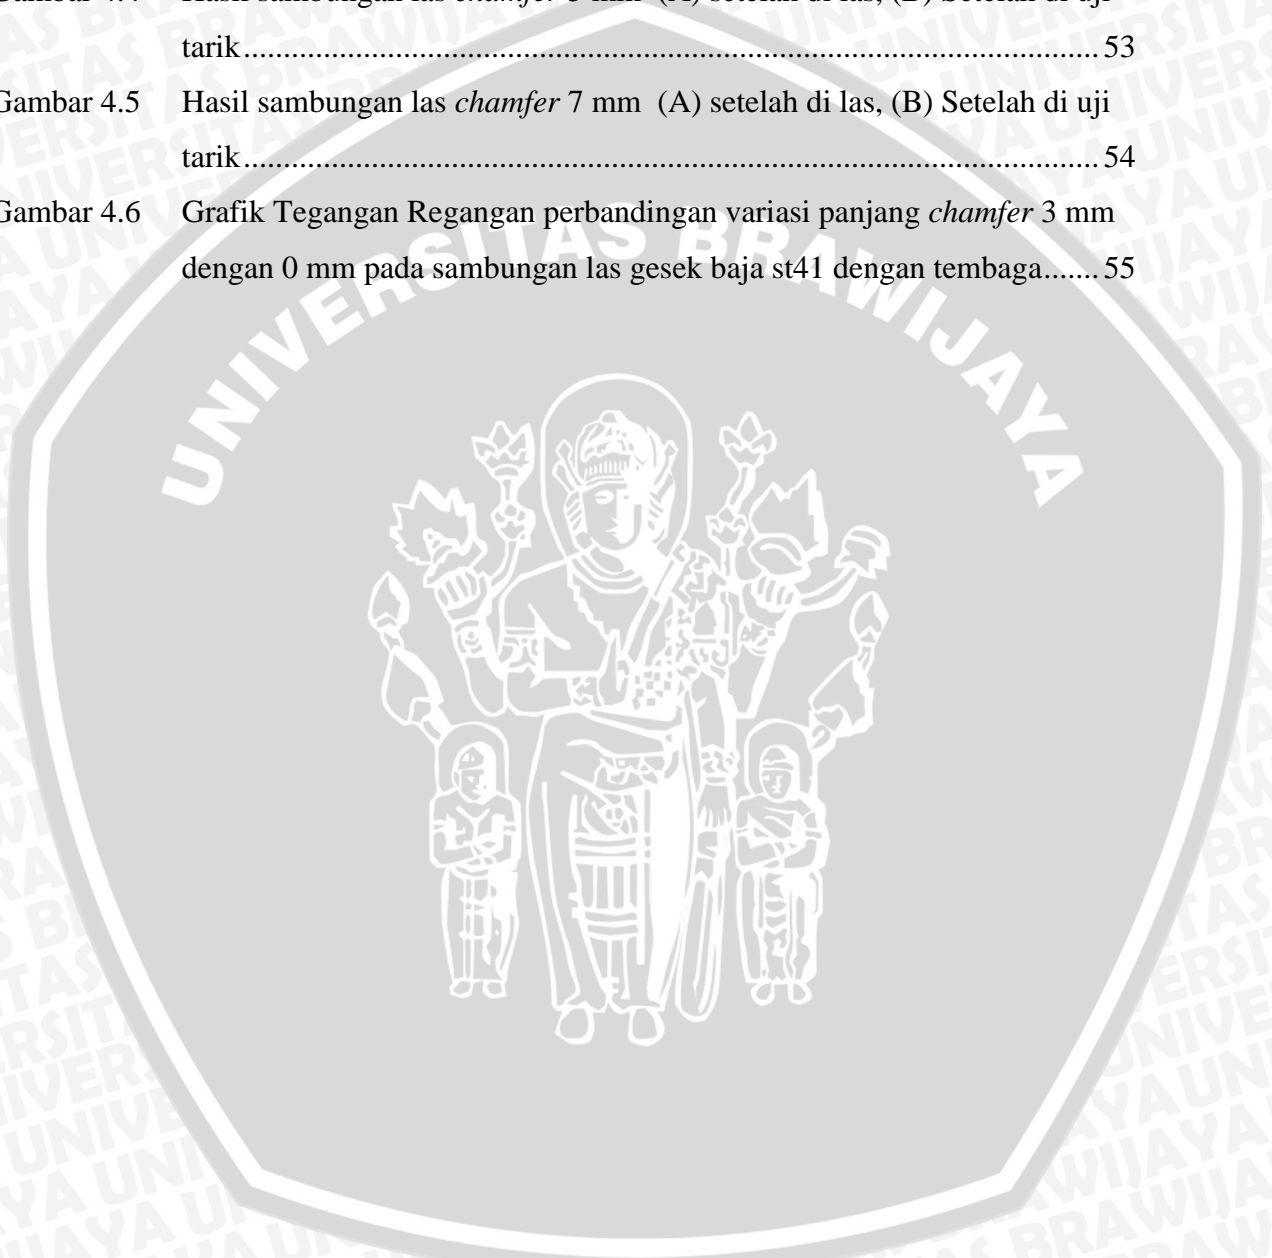 tarik........................................................................................................... 53
Gambar 4.5 Hasil sambungan las chamfer 7 mm (A) setelah di las, (B) Setelah di uji
tarik........................................................................................................... 54
Gambar 4.6 Grafik Tegangan Regangan perbandingan variasi panjang chamfer 3 mm
dengan 0 mm pada sambungan las gesek baja st41 dengan tembaga....... 55
UNIVERSITAS BRAWIJAYA